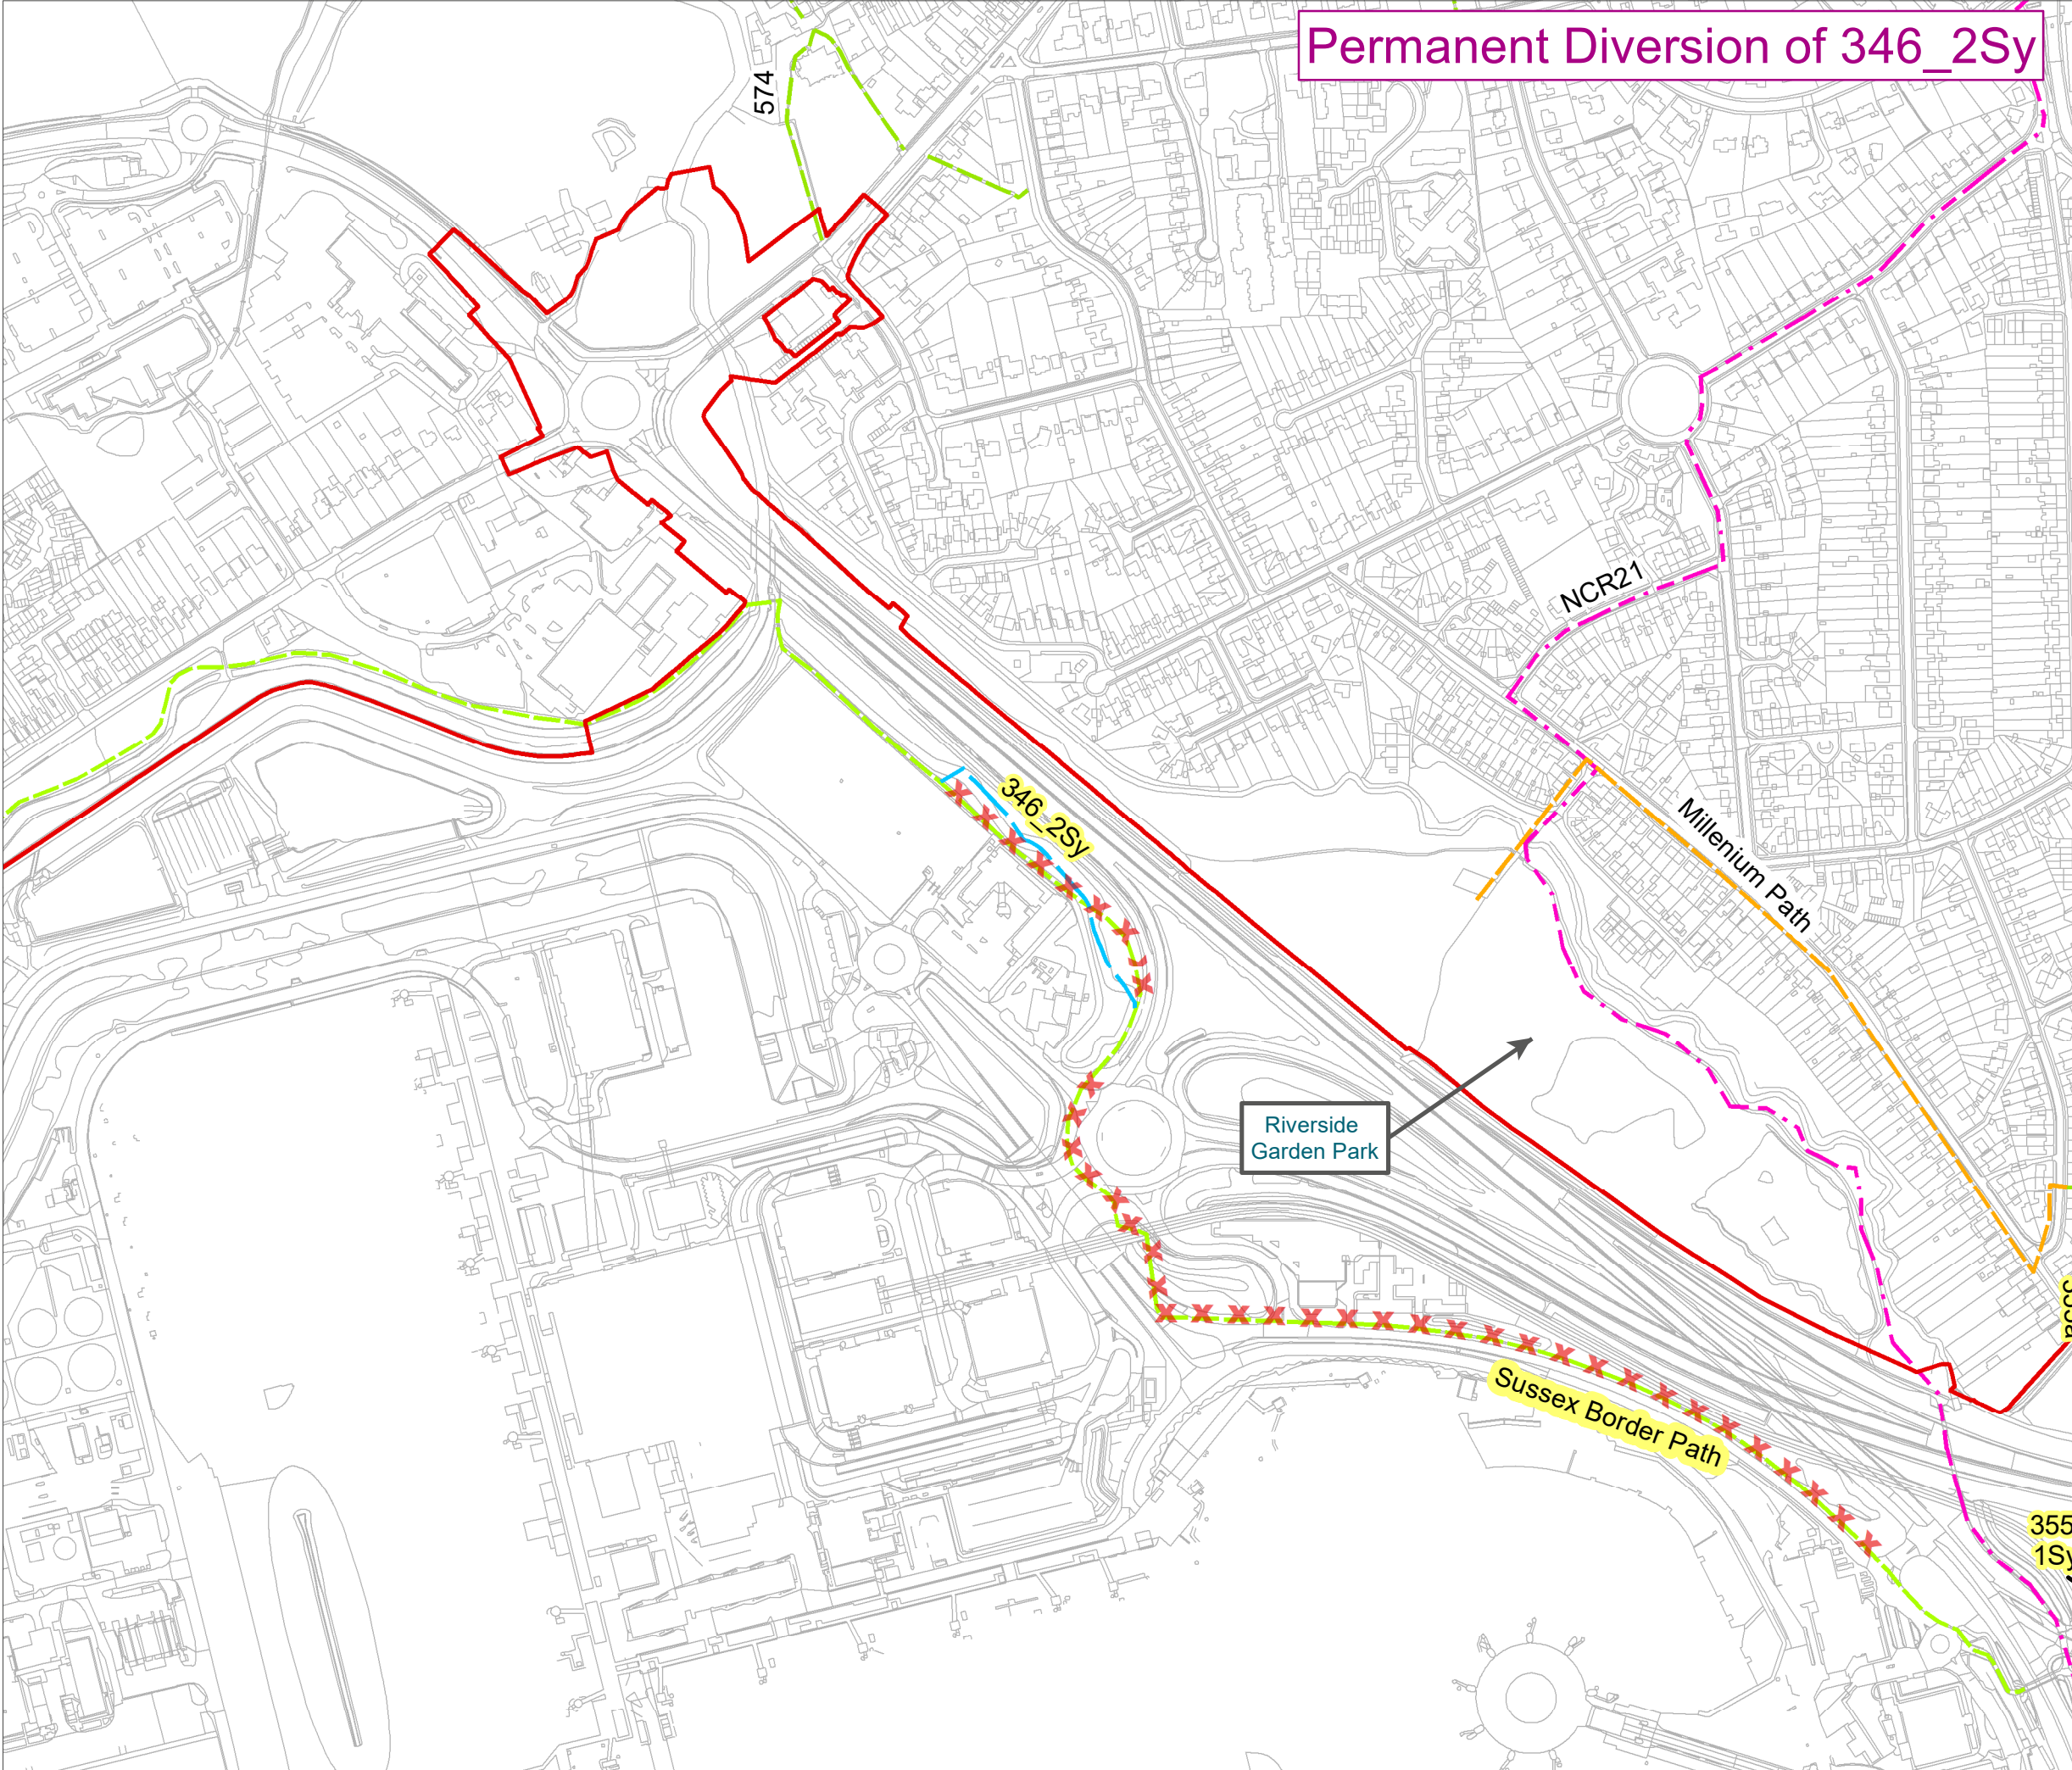 Permanent Diversion of 346_2Sy
574
NCR21
346_2Sy
Millenium Path
Riverside
Garden Park
Sussex Border Path
355
1Sy